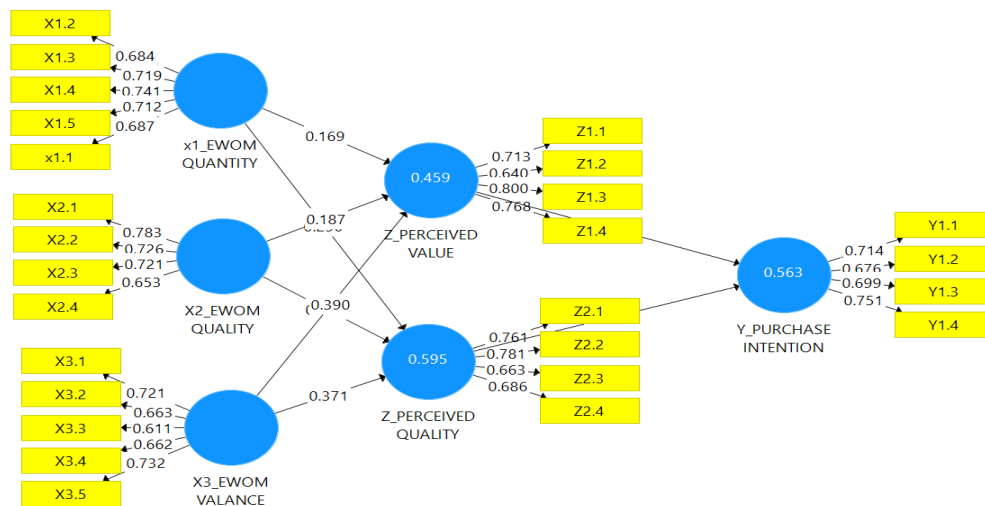 X1.2
X1.3
X1.4
X1.5
x1.1
0.684
0.719
0.741
0.712
0.687
x1_EWOM
QUANTITY
X2.1
X2.2
X2.3
X2.4
0.783
0.726
0.721
0.653
X2_EWOM
QUALITY
X3.1
X3.2
X3.3
X3.4
X3.5
0.721
0.663
0.611
0.662
0.732
X3_EWOM
VALANCE
0.169
0.187
0.390
0.371
0.459
Z_PERCEIVED
VALUE
0.595
Z_PERCEIVED
QUALITY
0.713
0.640
0.800
0.768
Z1.1
Z1.2
Z1.3
Z1.4
0.761
0.781
0.663
0.686
Z2.1
Z2.2
Z2.3
Z2.4
0.563
Y_PURCHASE
INTENTION
0.714
0.676
0.699
0.751
Y1.1
Y1.2
Y1.3
Y1.4